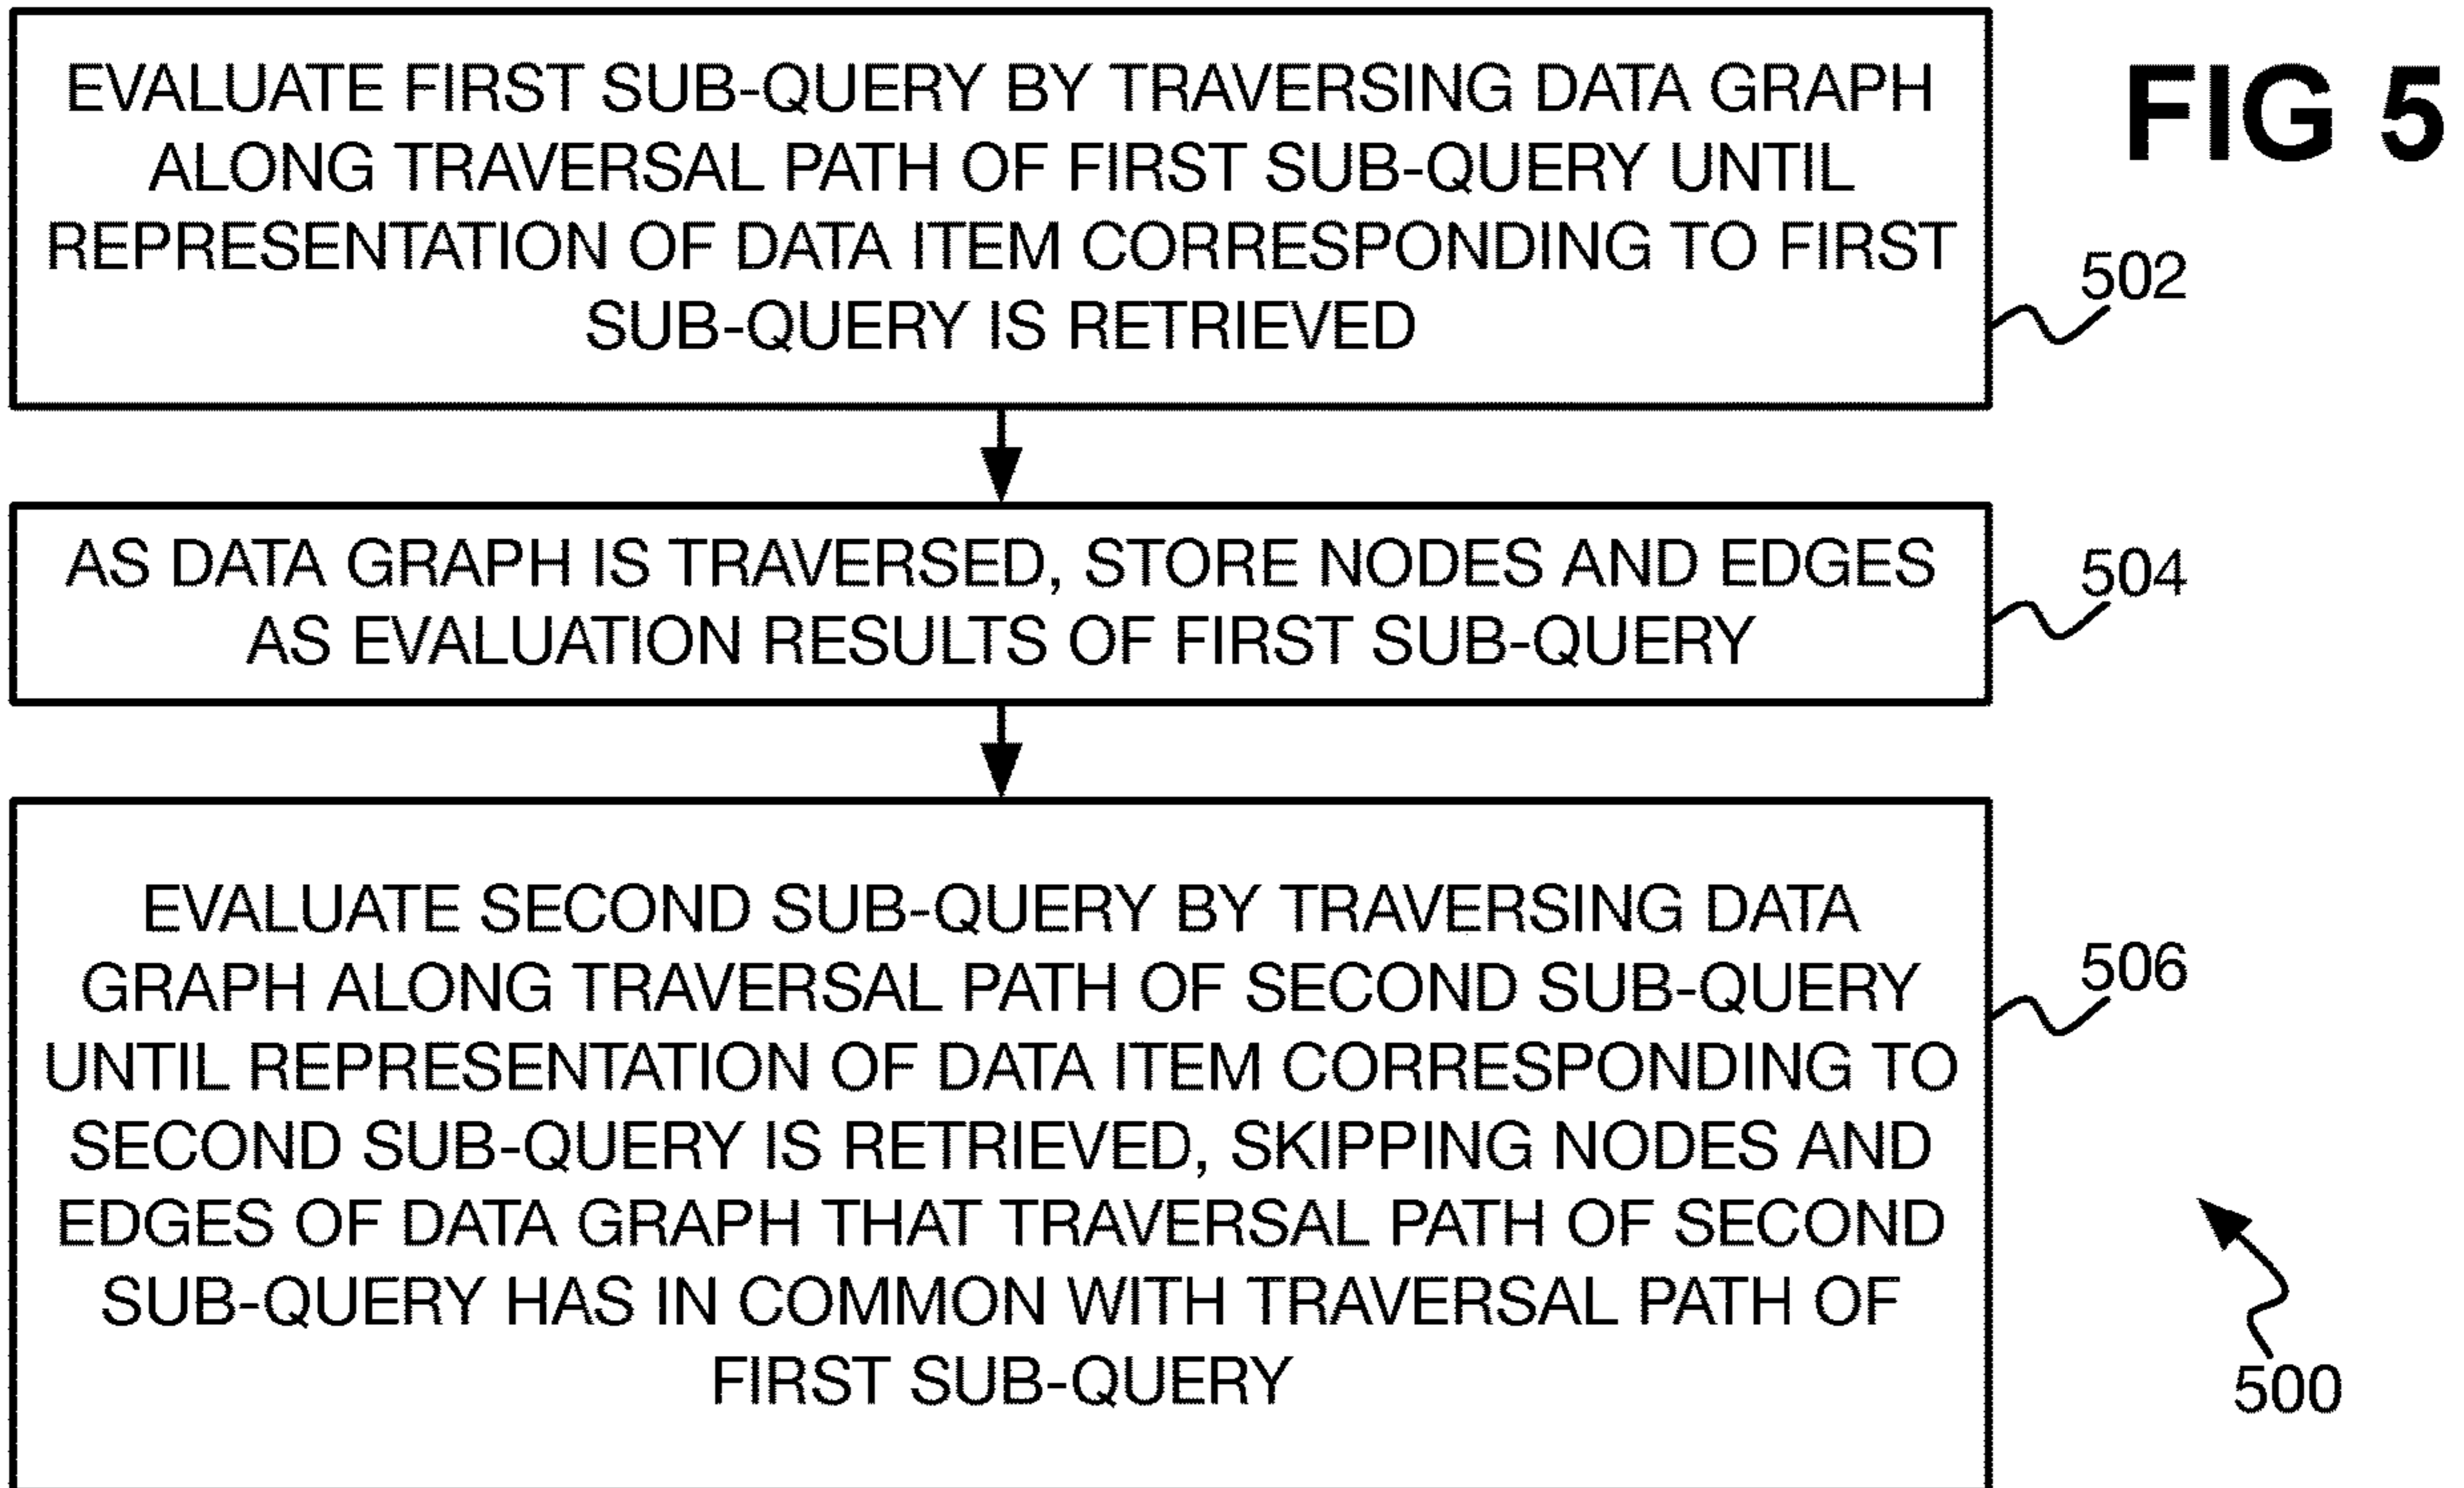 FIG 5
EVALUATE FIRST SUB-QUERY BY TRAVERSING DATA GRAPH
ALONG TRAVERSAL PATH OF FIRST SUB-QUERY UNTIL
REPRESENTATION OF DATA ITEM CORRESPONDING TO FIRST
SUB-QUERY IS RETRIEVED
502
AS DATA GRAPH IS TRAVERSED, STORE NODES AND EDGES
AS EVALUATION RESULTS OF FIRST SUB-QUERY
504
EVALUATE SECOND SUB-QUERY BY TRAVERSING DATA
GRAPH ALONG TRAVERSAL PATH OF SECOND SUB-QUERY
UNTIL REPRESENTATION OF DATA ITEM CORRESPONDING TO
SECOND SUB-QUERY IS RETRIEVED, SKIPPING NODES AND
EDGES OF DATA GRAPH THAT TRAVERSAL PATH OF SECOND
SUB-QUERY HAS IN COMMON WITH TRAVERSAL PATH OF
FIRST SUB-QUERY
506
500